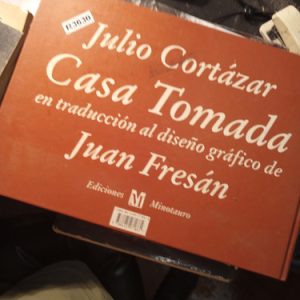 Julio Cortázar
Casa Tomada
en traducción al diseño gráfico de
Juan Fresán
Ediciones M Minotauro